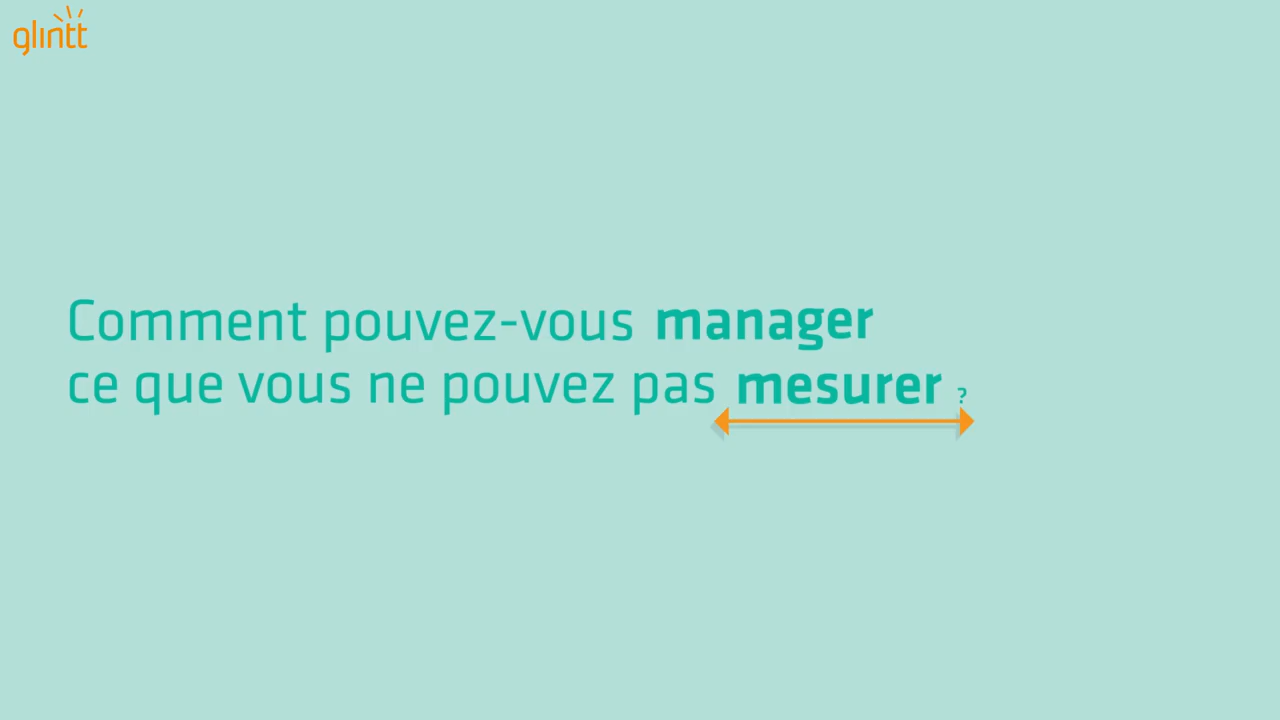 glintt
Comment pouvez-vous manager
ce que vous ne pouvez pas mesurer ?